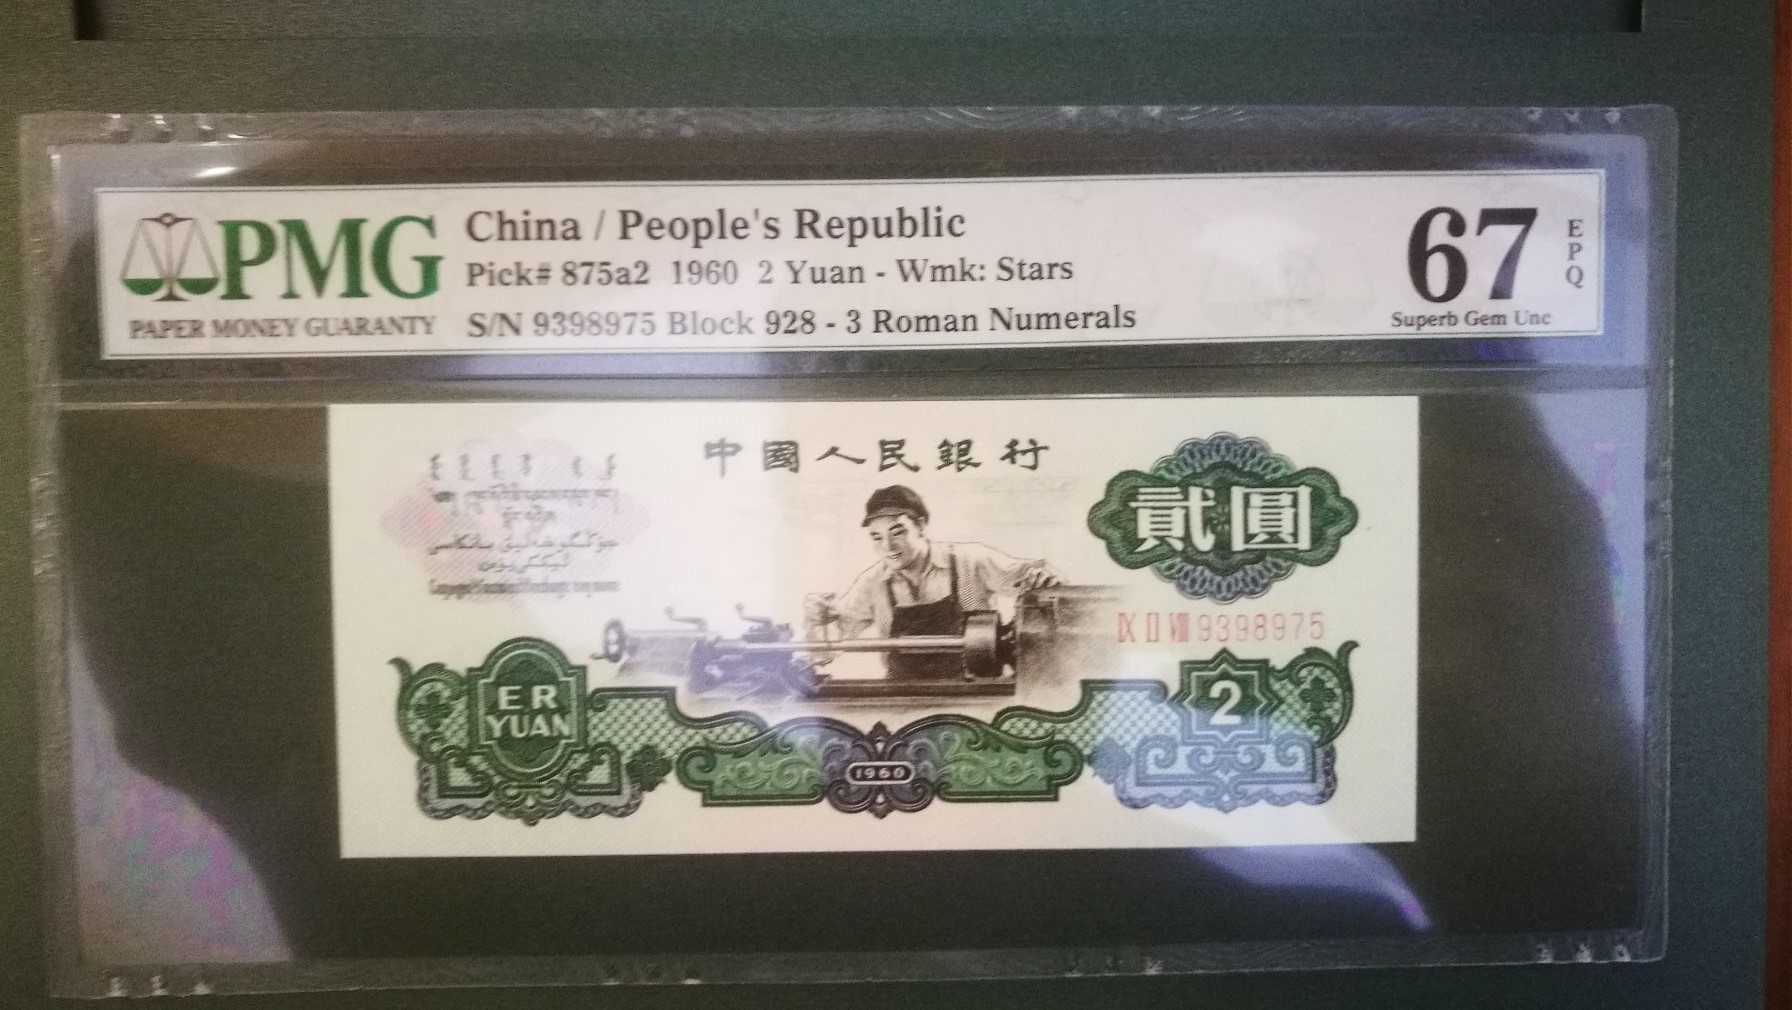 PMG
PAPER MONEY GUARANTY
China / People's Republic
Pick# 875a2 1960 2 Yuan - Wmk: Stars
S/N 9398975 Block 928 - 3 Roman Numerals
67
EPQ
Superb Gem Unc
中國人民銀行
貳圓
IX II VIII 9398975
ER
YUAN
1960
2